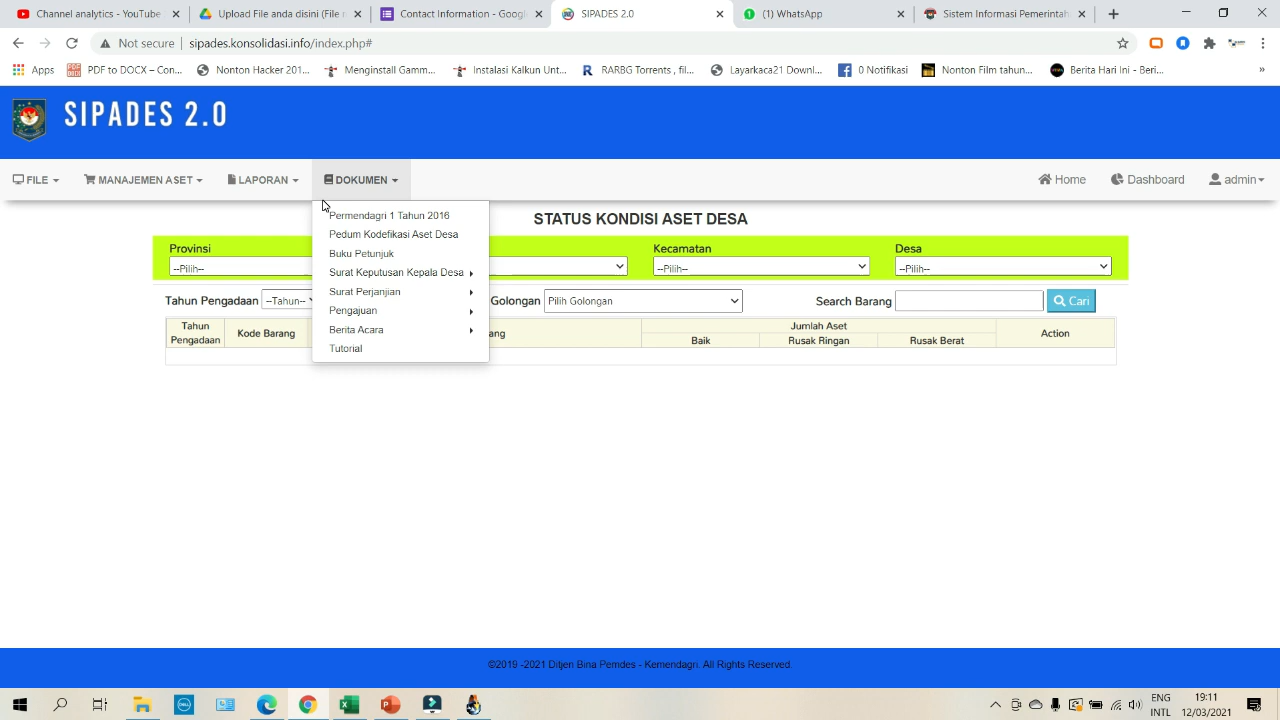 Channel analytics - YouTube
Upload File anda disini (File r
Contact Information - Googl
SIPADES 2.0
(1) WhatsApp
Sistem Informasi Pemerintah
Not secure | sipades.konsolidasi.info/index.php#
Apps
PDF to DOCX – Con...
Nonton Hacker 201...
Menginstall Gamm...
Instalasi Kalkun Unt...
RARBG Torrents , fil...
Layarkaca21 Downl...
0 Notifikasi
Nonton Film tahun...
Berita Hari Ini - Beri...
»
SIPADES 2.0
FILE
MANAJEMEN ASET
LAPORAN
DOKUMEN
Home
Dashboard
admin
Permendagri 1 Tahun 2016
Pedum Kodefikasi Aset Desa
Buku Petunjuk
Surat Keputusan Kepala Desa
Surat Perjanjian
Pengajuan
Berita Acara
Tutorial
STATUS KONDISI ASET DESA
Provinsi
Kecamatan
Desa
--Pilih--
--Pilih--
--Pilih--
Tahun Pengadaan
--Tahun--
Golongan
Pilih Golongan
Search Barang
Cari
Tahun
Pengadaan
Kode Barang
ang
Jumlah Aset
Baik
Rusak Ringan
Rusak Berat
Action
©2019 -2021 Ditjen Bina Pemdes - Kemendagri. All Rights Reserved.
ENG
INTL
19:11
12/03/2021